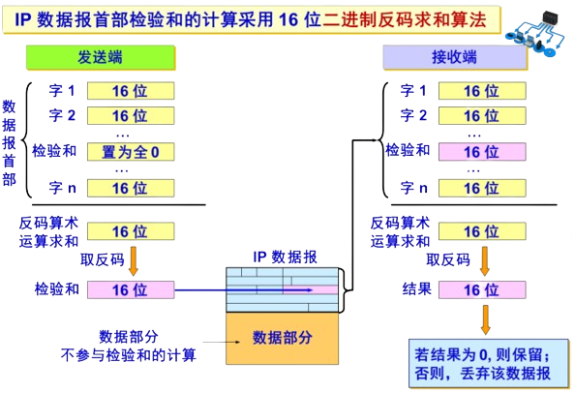 IP 数据报首部检验和的计算采用 16 位二进制反码求和算法
发送端
数据报首部
字 1 16 位
字 2 16 位
…
检验和 置为全 0
…
字 n 16 位
反码算术
运算求和 16 位
取反码
检验和 16 位
数据部分
不参与检验和的计算
IP 数据报
数据部分
接收端
字 1 16 位
字 2 16 位
…
检验和 16 位
…
字 n 16 位
反码算术
运算求和 16 位
取反码
结果 16 位
若结果为 0, 则保留；
否则，丢弃该数据报